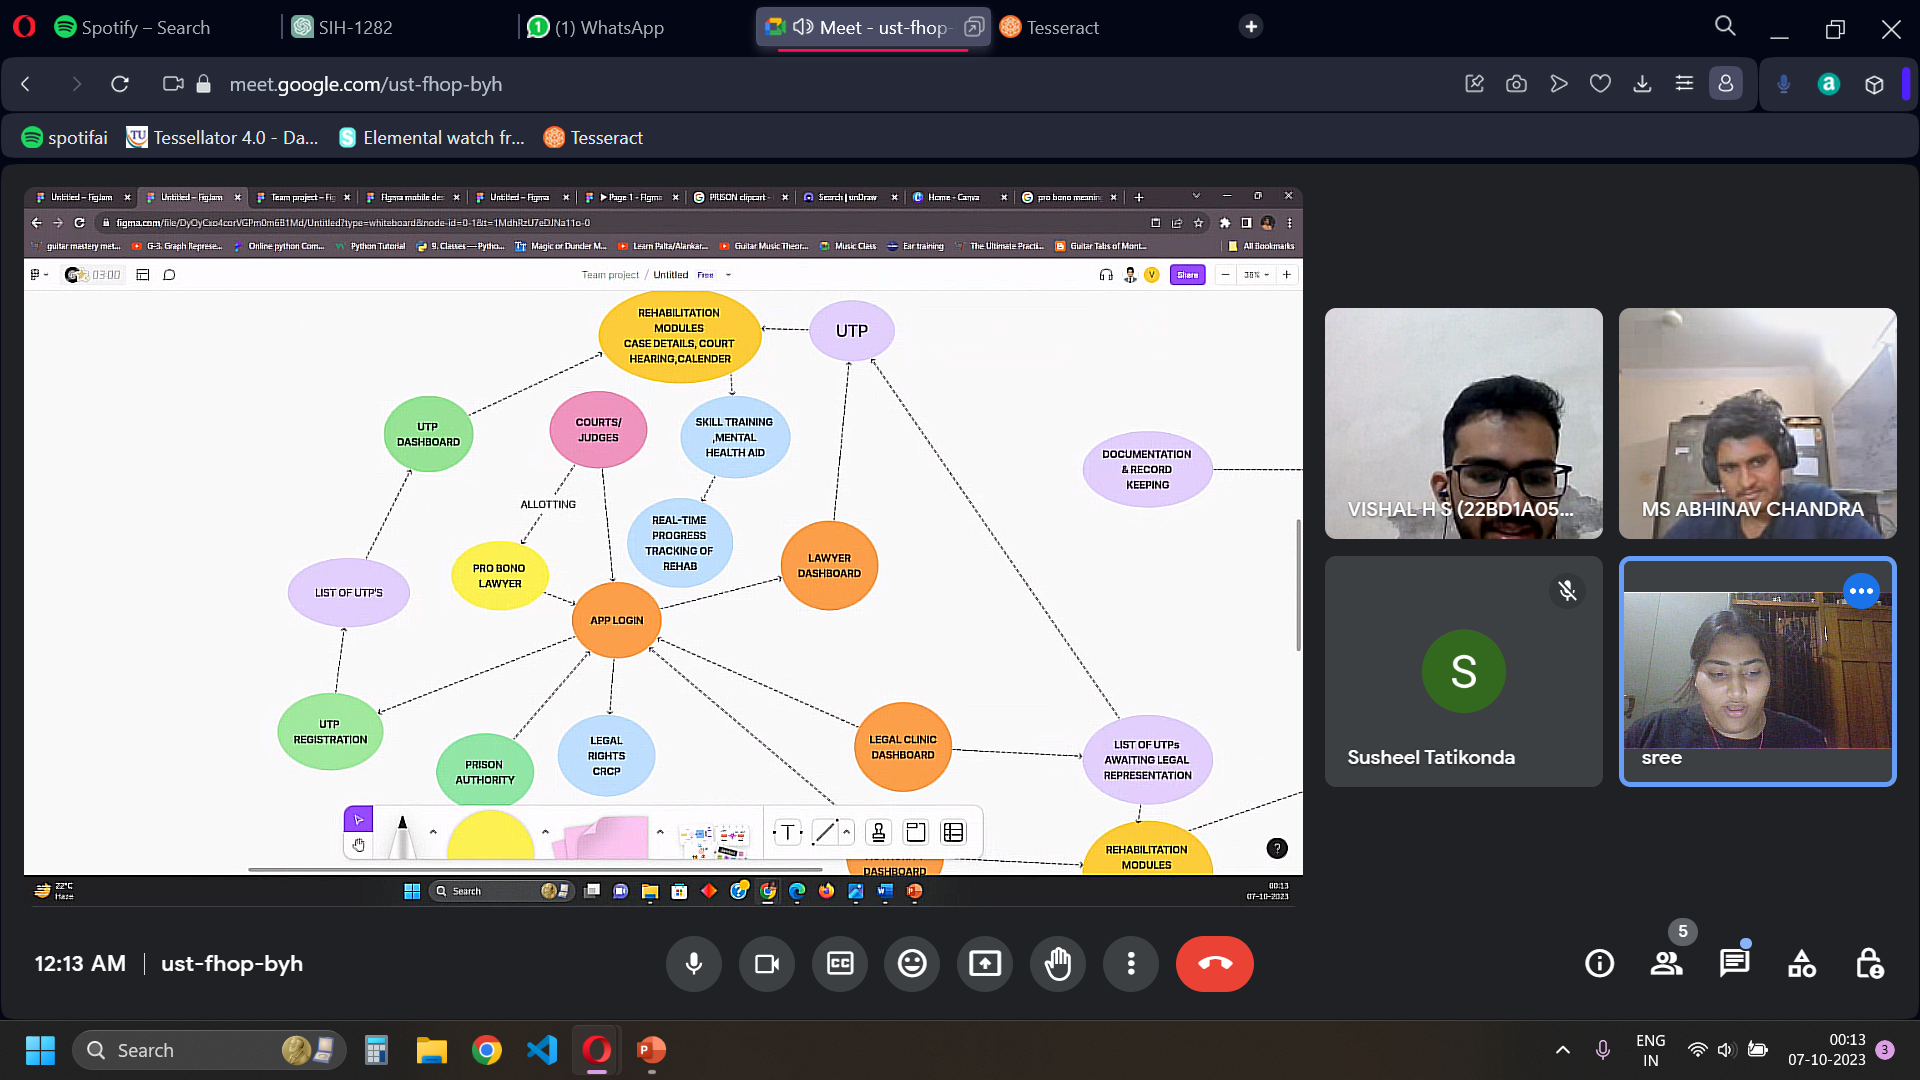 Spotify – Search
SIH-1282
(1) WhatsApp
Meet - ust-fhop-
Tesseract
meet.google.com/ust-fhop-byh
spotifai
Tessellator 4.0 - Da...
Elemental watch fr...
Tesseract
Untitled – FigJam
Untitled – FigJam
Team project – Fig
Figma mobile des
Untitled – Figma
Page 1 - Figma
PRISON clipcart -
Search | unDraw
Home - Canva
pro bono meanin
figma.com/file/DyOyCxo4corVGPm0m6B1Md/Untitled?type=whiteboard&node-id=0-1&t=1MdhRzU7eDJNa11o-0
guitar mastery met...
G-3. Graph Represe...
Online python Com...
Python Tutorial
9. Classes — Pytho...
Magic or Dunder M...
Learn Palta/Alankar...
Guitar Music Theor...
Music Class
Ear training
The Ultimate Practi...
Guitar Tabs of Mont...
All Bookmarks
03:00
Team project / Untitled
Free
V
Share
36%
REHABILITATION
MODULES
CASE DETAILS, COURT
HEARING,CALENDER
UTP
UTP
DASHBOARD
COURTS/
JUDGES
SKILL TRAINING
,MENTAL
HEALTH AID
DOCUMENTATION
& RECORD
KEEPING
ALLOTTING
REAL-TIME
PROGRESS
TRACKING OF
REHAB
PRO BONO
LAWYER
LAWYER
DASHBOARD
LIST OF UTP'S
APP LOGIN
UTP
REGISTRATION
PRISON
AUTHORITY
LEGAL
RIGHTS
CRCP
LEGAL CLINIC
DASHBOARD
LIST OF UTPs
AWAITING LEGAL
REPRESENTATION
REHABILITATION
MODULES
DASHBOARD
T
?
22°C
Haze
Search
00:13
07-10-2023
VISHAL H S (22BD1A05...
MS ABHINAV CHANDRA
S
Susheel Tatikonda
sree
12:13 AM
ust-fhop-byh
CC
5
Search
ENG
IN
00:13
07-10-2023
3